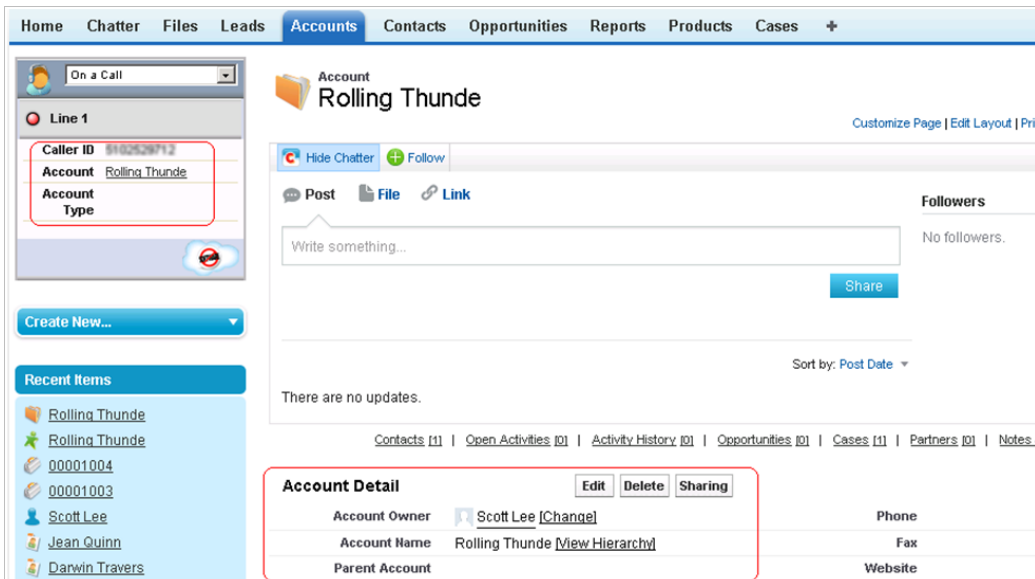 Home Chatter Files Leads Accounts Contacts Opportunities Reports Products Cases +
On a Call
Line 1
Caller ID
Account Rolling Thunde
Account
Type
Create New...
Recent Items
Rolling Thunde
Rolling Thunde
00001004
00001003
Scott Lee
Jean Quinn
Darwin Travers
Account
Rolling Thunde
Customize Page | Edit Layout | Pri
Hide Chatter Follow
Post File Link
Write something...
Share
Followers
No followers.
Sort by: Post Date
There are no updates.
Contacts [1] | Open Activities [0] | Activity History [0] | Opportunities [0] | Cases [1] | Partners [0] | Notes
Account Detail Edit Delete Sharing
Account Owner Scott Lee [Change] Phone
Account Name Rolling Thunde [View Hierarchy] Fax
Parent Account Website